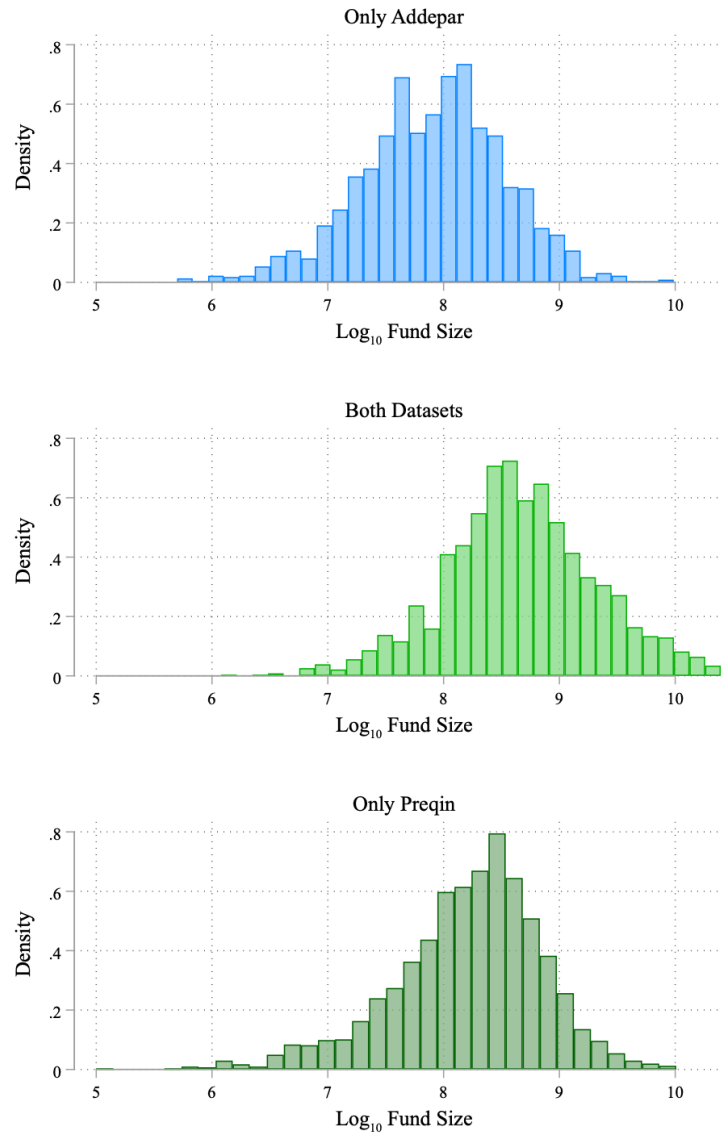 Only Addepar
.8
.6
.4
.2
0
Density
5 6 7 8 9 10
Log₁₀ Fund Size
Both Datasets
.8
.6
.4
.2
0
Density
5 6 7 8 9 10
Log₁₀ Fund Size
Only Preqin
.8
.6
.4
.2
0
Density
5 6 7 8 9 10
Log₁₀ Fund Size